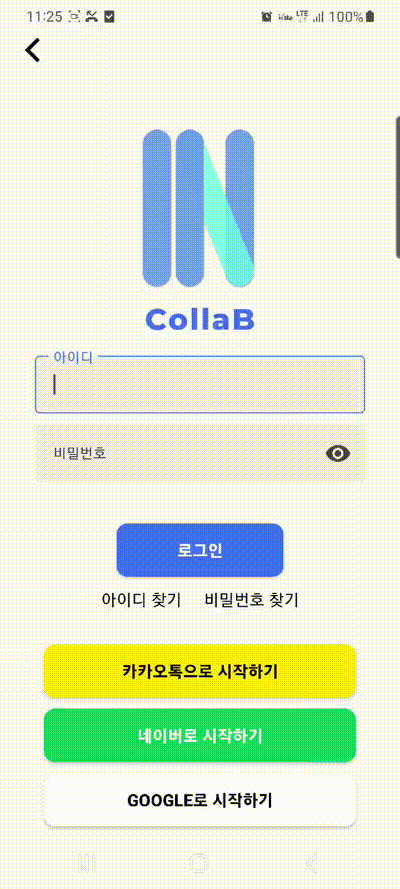 11:25 LTE 100%
CollaB
아이디
비밀번호
로그인
아이디 찾기 비밀번호 찾기
카카오톡으로 시작하기
네이버로 시작하기
GOOGLE로 시작하기